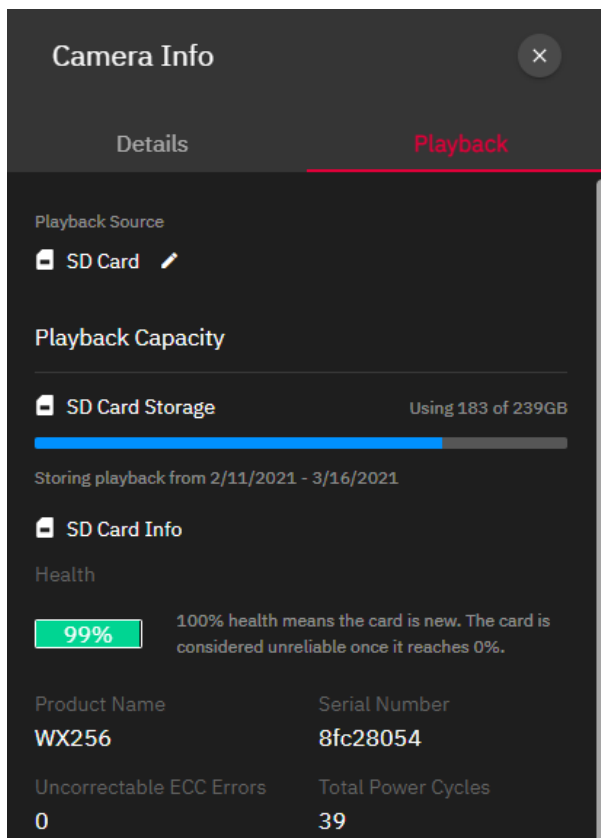 Camera Info
Details
Playback
Playback Source
SD Card
Playback Capacity
SD Card Storage
Using 183 of 239GB
Storing playback from 2/11/2021 - 3/16/2021
SD Card Info
Health
99%
100% health means the card is new. The card is
considered unreliable once it reaches 0%.
Product Name
Serial Number
WX256
8fc28054
Uncorrectable ECC Errors
Total Power Cycles
0
39